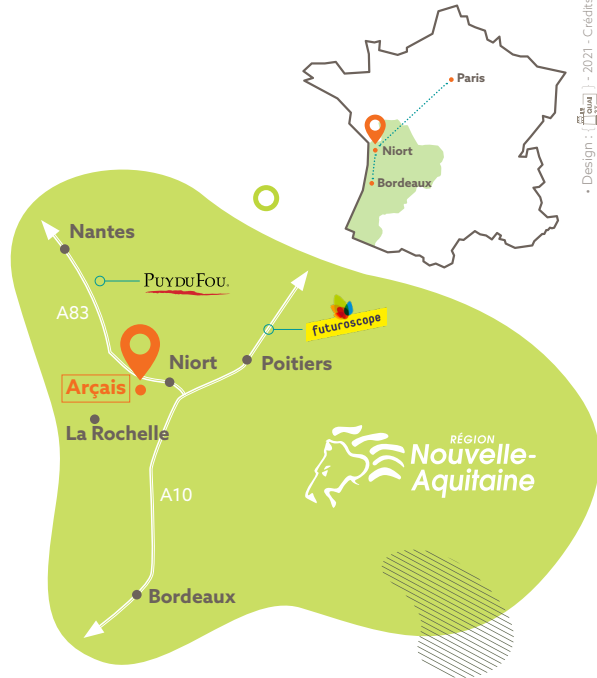 Paris
Niort
Bordeaux
• Design : { QUAI } - 2021 - Crédits
Nantes
PUYDUFOU.
A83
futuroscope
Niort
Poitiers
Arçais
La Rochelle
RÉGION
Nouvelle-
Aquitaine
A10
Bordeaux